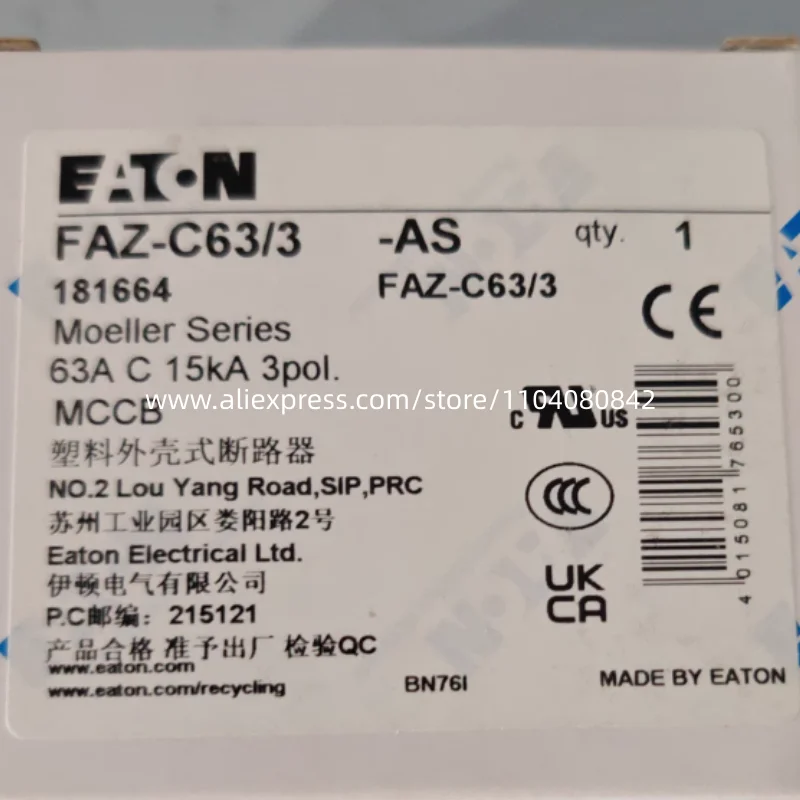 EATON
FAZ-C63/3 -AS qty. 1
181664 FAZ-C63/3
Moeller Series
63A C 15kA 3pol.
MCCB
www.aliexpress.com/store/1104080842
C US
塑料外壳式断路器
NO.2 Lou Yang Road,SIP,PRC
CCC
苏州工业园区娄阳路2号
Eaton Electrical Ltd.
伊顿电气有限公司
UK
CA
P.C邮编: 215121
产品合格 准予出厂 检验QC
www.eaton.com
www.eaton.com/recycling
BN76I
MADE BY EATON
CE
4 015081 765300